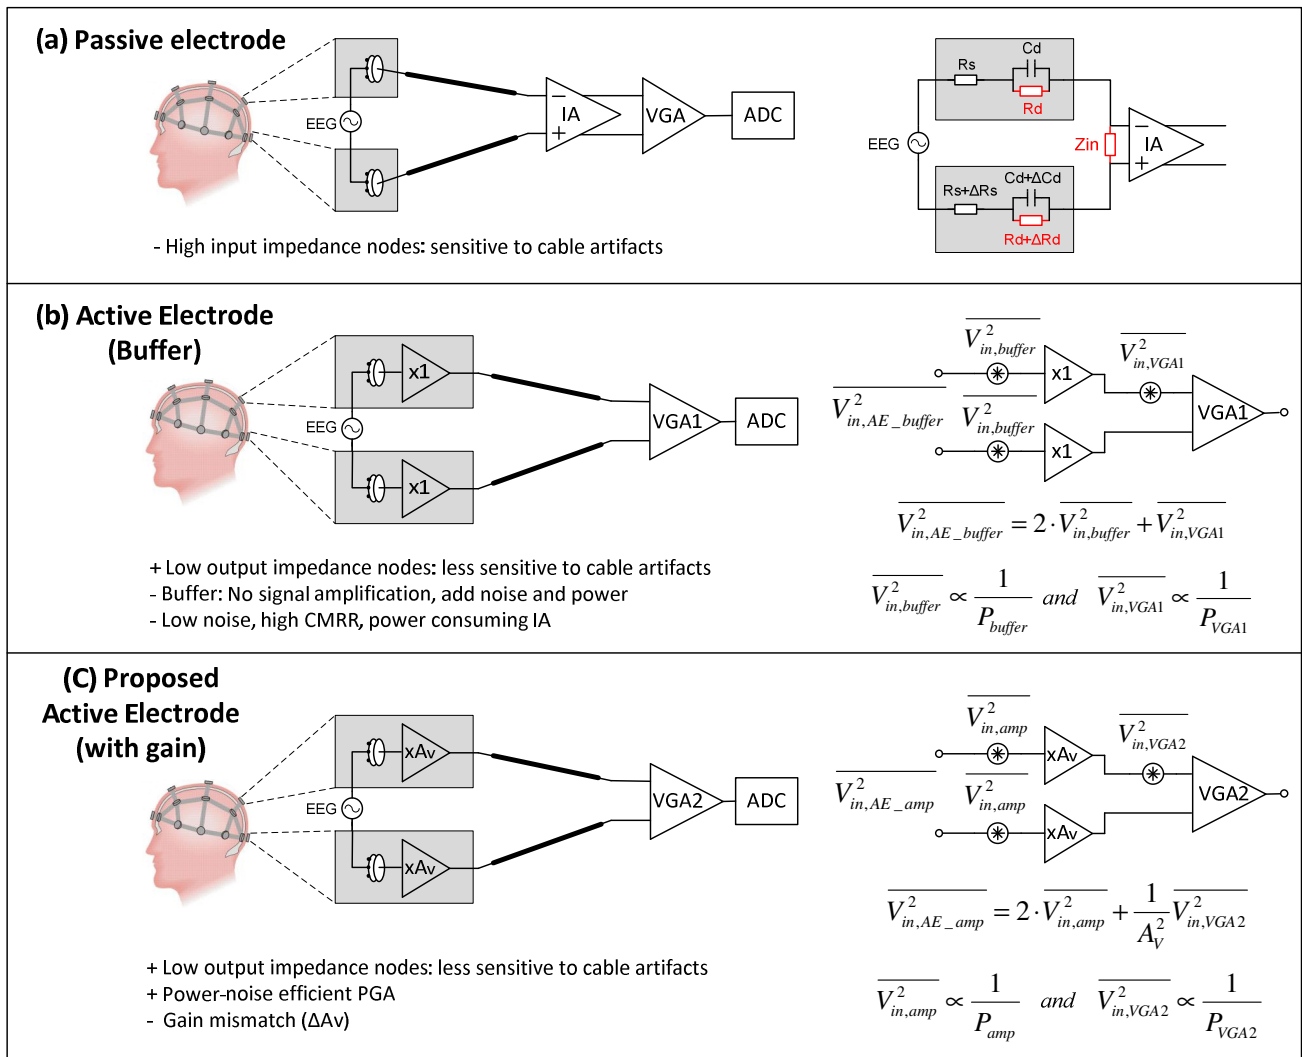 (a) Passive electrode
EEG
IA
VGA
ADC
- High input impedance nodes: sensitive to cable artifacts
Cd
Rs
Rd
EEG
Zin
IA
Cd+ΔCd
Rs+ΔRs
Rd+ΔRd
(b) Active Electrode
(Buffer)
x1
EEG
x1
VGA1
ADC
+ Low output impedance nodes: less sensitive to cable artifacts
- Buffer: No signal amplification, add noise and power
- Low noise, high CMRR, power consuming IA
V²in,buffer
V²in,VGA1
x1
V²in,AE_buffer
V²in,buffer
x1
VGA1
V²in,AE_buffer = 2·V²in,buffer + V²in,VGA1
V²in,buffer ∝ 1/Pbuffer and V²in,VGA1 ∝ 1/PVGA1
(C) Proposed
Active Electrode
(with gain)
xAv
EEG
xAv
VGA2
ADC
+ Low output impedance nodes: less sensitive to cable artifacts
+ Power-noise efficient PGA
- Gain mismatch (ΔAv)
V²in,amp
V²in,VGA2
xAv
V²in,AE_amp
V²in,amp
xAv
VGA2
V²in,AE_amp = 2·V²in,amp + 1/A²V V²in,VGA2
V²in,amp ∝ 1/Pamp and V²in,VGA2 ∝ 1/PVGA2